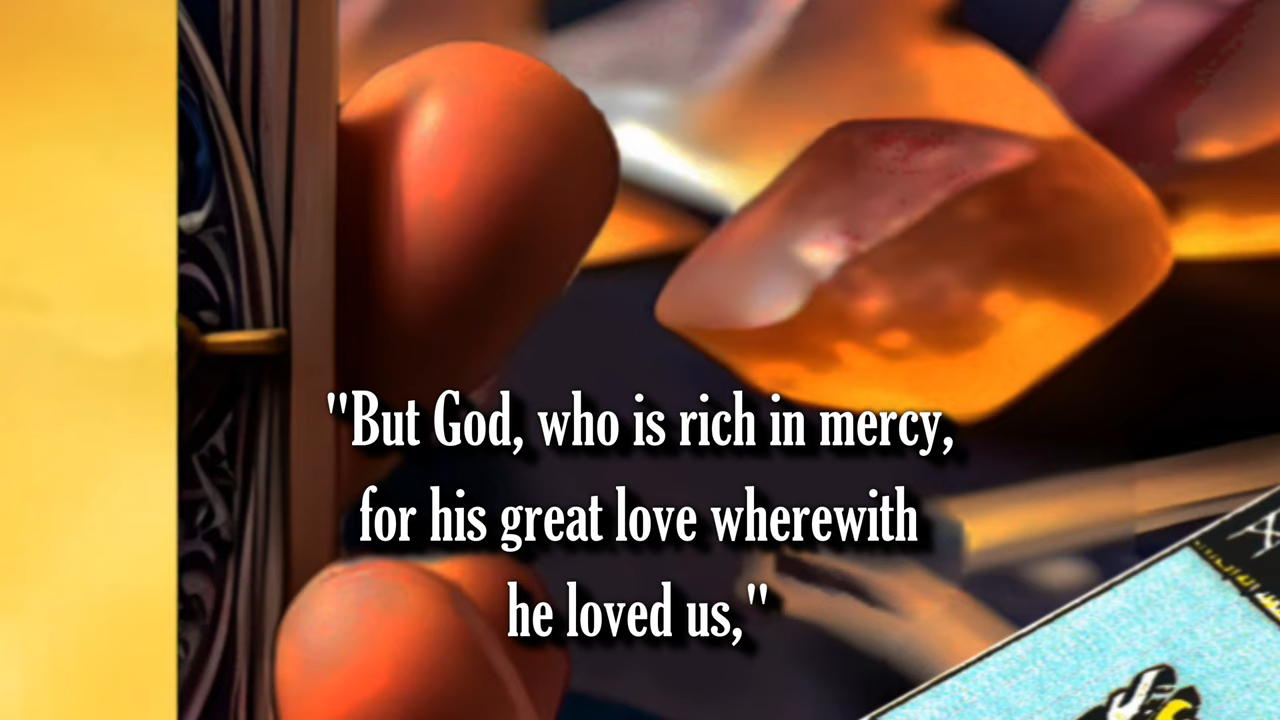 "But God, who is rich in mercy,
for his great love wherewith
he loved us,"